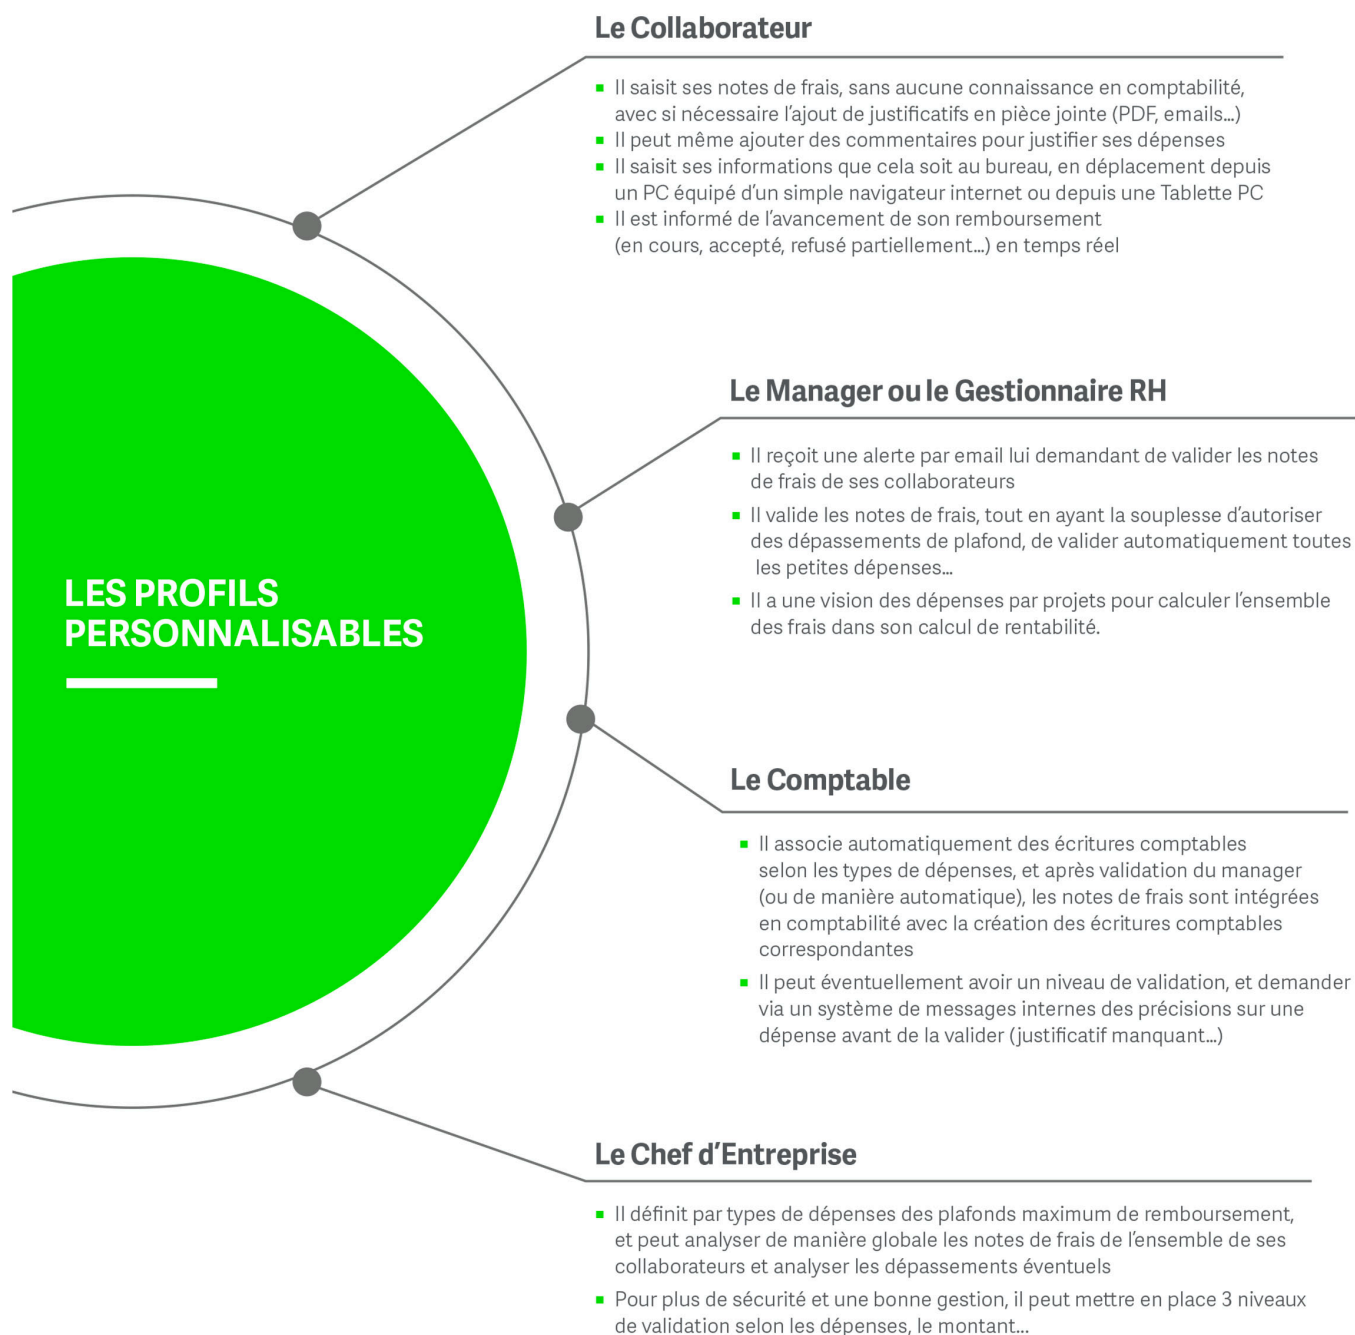 Le Collaborateur
▪ Il saisit ses notes de frais, sans aucune connaissance en comptabilité,
avec si nécessaire l'ajout de justificatifs en pièce jointe (PDF, emails...)
▪ Il peut même ajouter des commentaires pour justifier ses dépenses
▪ Il saisit ses informations que cela soit au bureau, en déplacement depuis
un PC équipé d'un simple navigateur internet ou depuis une Tablette PC
▪ Il est informé de l'avancement de son remboursement
(en cours, accepté, refusé partiellement...) en temps réel
Le Manager ou le Gestionnaire RH
▪ Il reçoit une alerte par email lui demandant de valider les notes
de frais de ses collaborateurs
▪ Il valide les notes de frais, tout en ayant la souplesse d'autoriser
des dépassements de plafond, de valider automatiquement toutes
les petites dépenses...
▪ Il a une vision des dépenses par projets pour calculer l'ensemble
des frais dans son calcul de rentabilité.
LES PROFILS
PERSONNALISABLES
Le Comptable
▪ Il associe automatiquement des écritures comptables
selon les types de dépenses, et après validation du manager
(ou de manière automatique), les notes de frais sont intégrées
en comptabilité avec la création des écritures comptables
correspondantes
▪ Il peut éventuellement avoir un niveau de validation, et demander
via un système de messages internes des précisions sur une
dépense avant de la valider (justificatif manquant...)
Le Chef d'Entreprise
▪ Il définit par types de dépenses des plafonds maximum de remboursement,
et peut analyser de manière globale les notes de frais de l'ensemble de ses
collaborateurs et analyser les dépassements éventuels
▪ Pour plus de sécurité et une bonne gestion, il peut mettre en place 3 niveaux
de validation selon les dépenses, le montant...